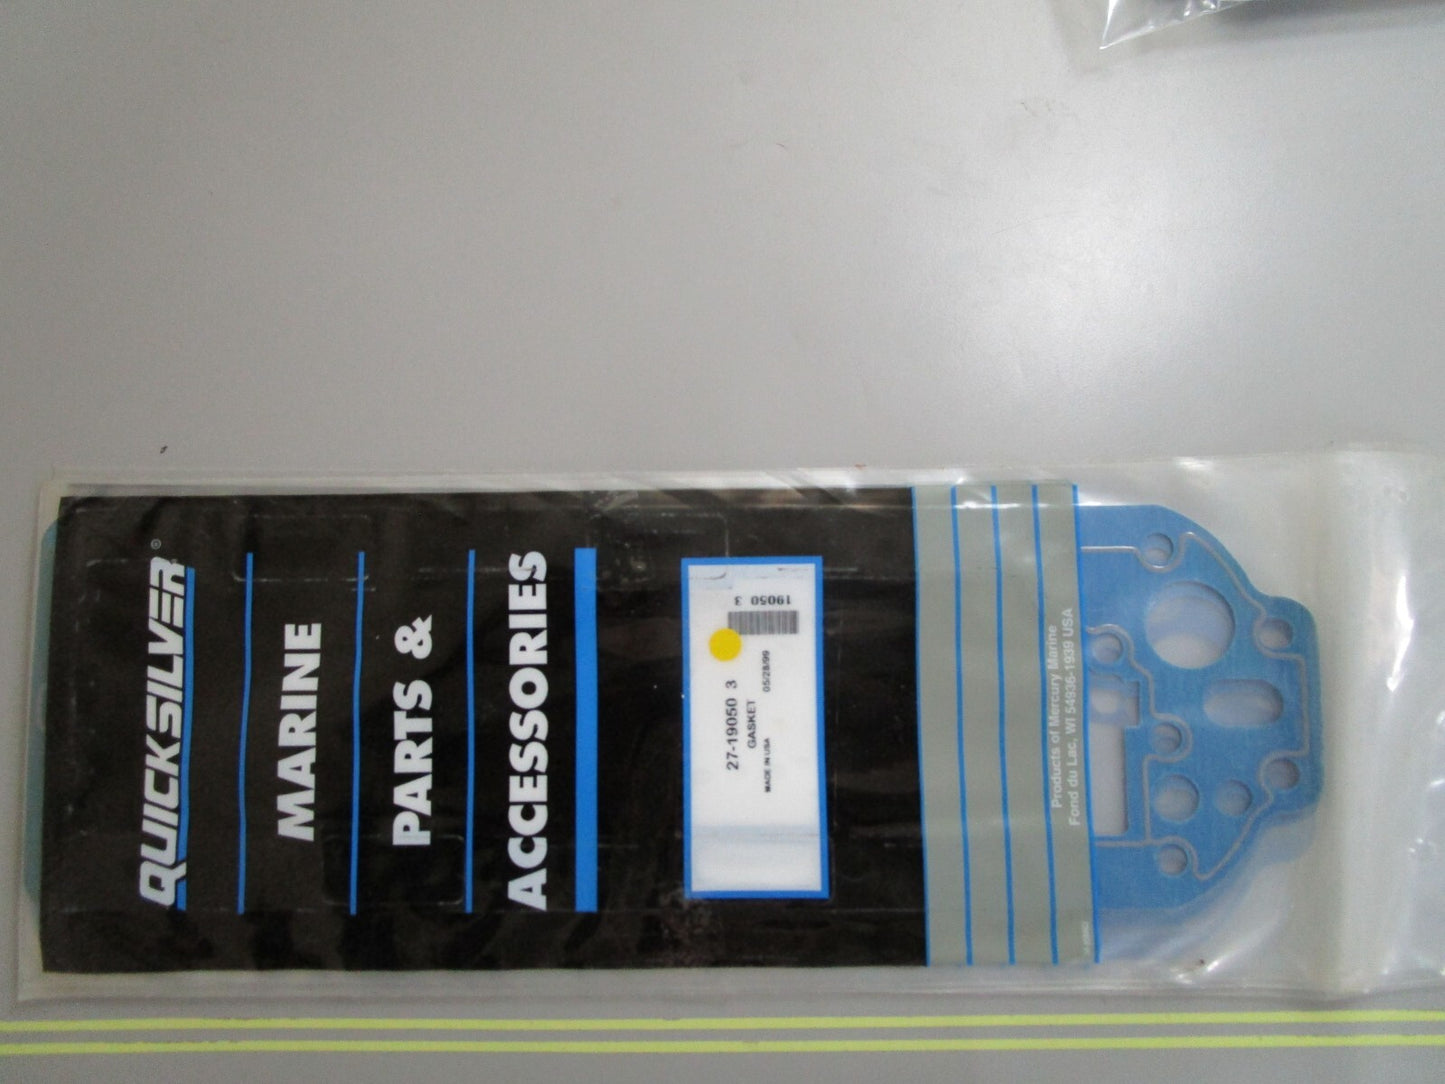 QUICKSILVER®
MARINE
PARTS &
ACCESSORIES
27-19050 3
GASKET
MADE IN USA 05/28/99
19050 3
Products of Mercury Marine
Fond du Lac, WI 54936-1939 USA